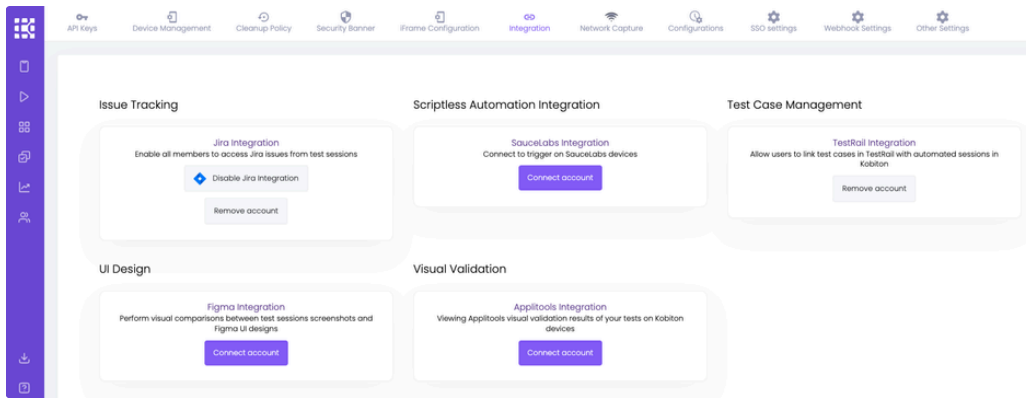 API Keys
Device Management
Cleanup Policy
Security Banner
iFrame Configuration
Integration
Network Capture
Configurations
SSO settings
Webhook Settings
Other Settings
Issue Tracking
Jira Integration
Enable all members to access Jira issues from test sessions
Disable Jira Integration
Remove account
Scriptless Automation Integration
SauceLabs Integration
Connect to trigger on SauceLabs devices
Connect account
Test Case Management
TestRail Integration
Allow users to link test cases in TestRail with automated sessions in
Kobiton
Remove account
UI Design
Figma Integration
Perform visual comparisons between test sessions screenshots and
Figma UI designs
Connect account
Visual Validation
Applitools Integration
Viewing Applitools visual validation results of your tests on Kobiton
devices
Connect account